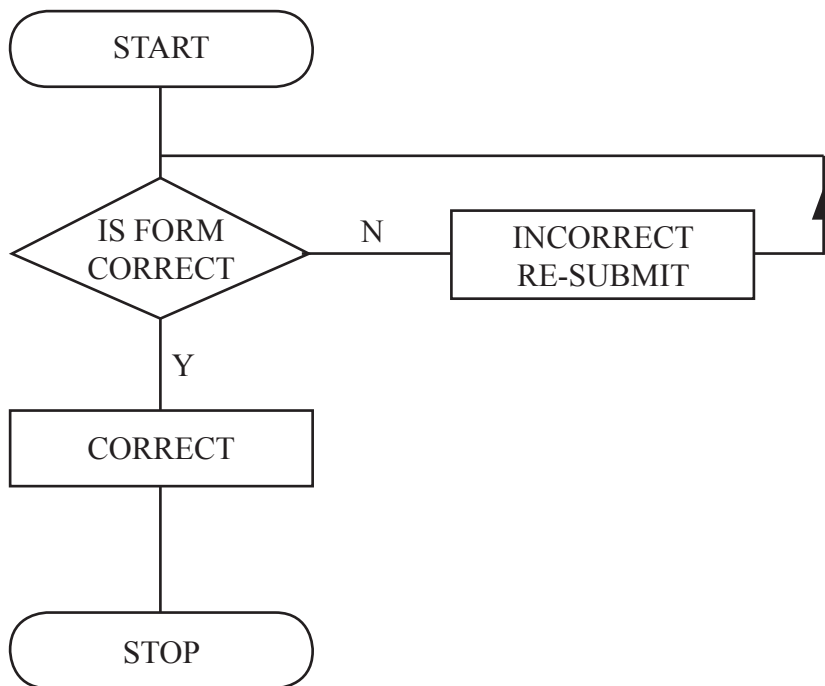 START
IS FORM
CORRECT
N
INCORRECT
RE-SUBMIT
Y
CORRECT
STOP